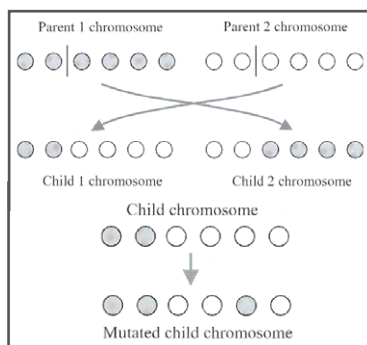 Parent 1 chromosome
Parent 2 chromosome
Child 1 chromosome
Child 2 chromosome
Child chromosome
Mutated child chromosome